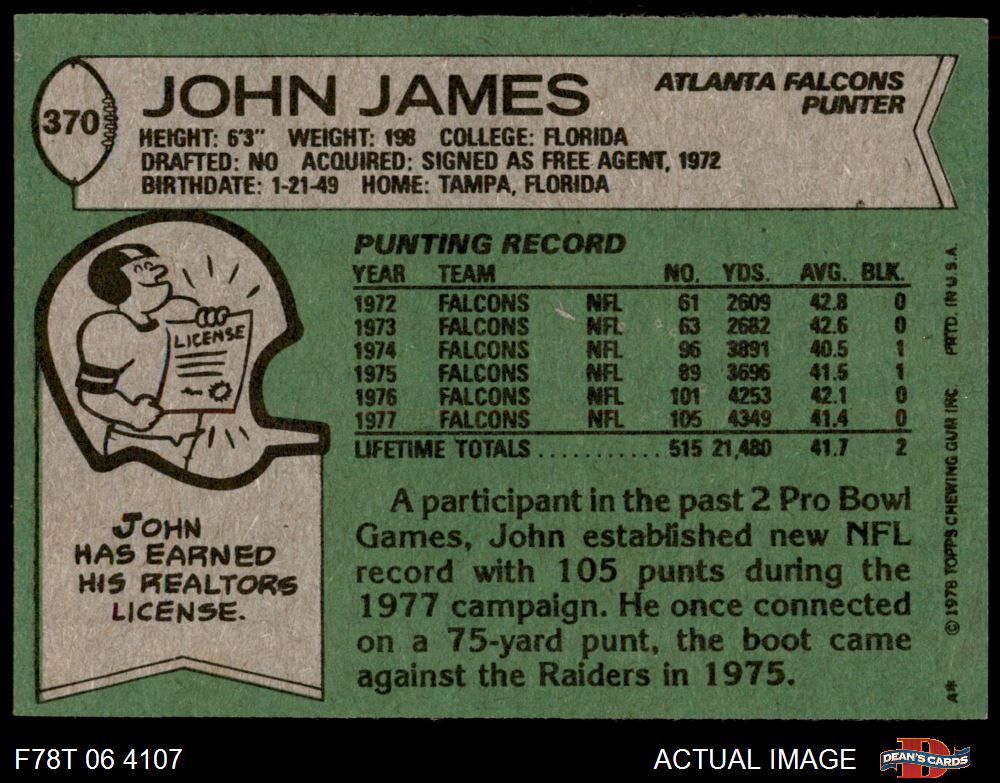 370
JOHN JAMES
ATLANTA FALCONS
PUNTER
HEIGHT: 6'3" WEIGHT: 198 COLLEGE: FLORIDA
DRAFTED: NO ACQUIRED: SIGNED AS FREE AGENT, 1972
BIRTHDATE: 1-21-49 HOME: TAMPA, FLORIDA
LICENSE
JOHN
HAS EARNED
HIS REALTORS
LICENSE.
PUNTING RECORD
YEAR TEAM NO. YDS. AVG. BLK.
1972 FALCONS NFL 61 2609 42.8 0
1973 FALCONS NFL 63 2682 42.6 0
1974 FALCONS NFL 96 3891 40.5 1
1975 FALCONS NFL 89 3696 41.5 1
1976 FALCONS NFL 101 4253 42.1 0
1977 FALCONS NFL 105 4349 41.4 0
LIFETIME TOTALS ........... 515 21,480 41.7 2
A participant in the past 2 Pro Bowl
Games, John established new NFL
record with 105 punts during the
1977 campaign. He once connected
on a 75-yard punt, the boot came
against the Raiders in 1975.
A* © 1978 TOPPS CHEWING GUM INC. PRTD. IN U.S.A.
F78T 06 4107
ACTUAL IMAGE
DEAN'S CARDS